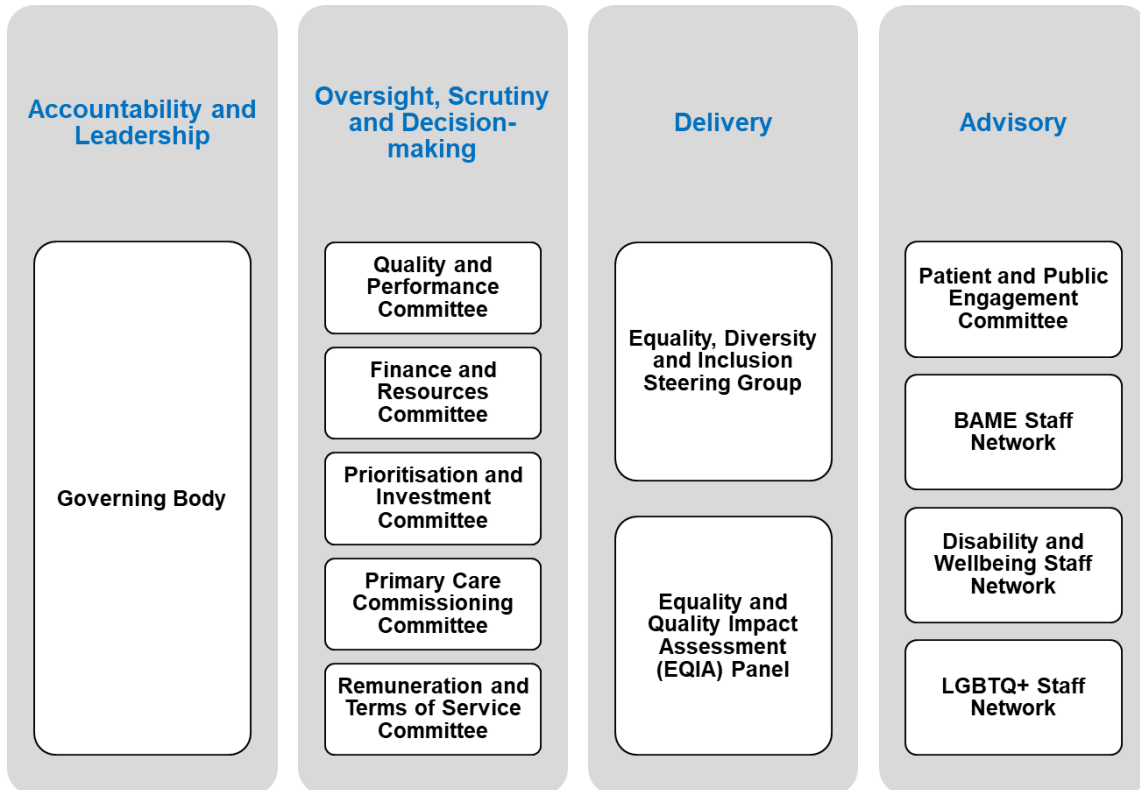 Accountability and
Leadership
Governing Body
Oversight, Scrutiny
and Decision-
making
Quality and
Performance
Committee
Finance and
Resources
Committee
Prioritisation and
Investment
Committee
Primary Care
Commissioning
Committee
Remuneration and
Terms of Service
Committee
Delivery
Equality, Diversity
and Inclusion
Steering Group
Equality and
Quality Impact
Assessment
(EQIA) Panel
Advisory
Patient and Public
Engagement
Committee
BAME Staff
Network
Disability and
Wellbeing Staff
Network
LGBTQ+ Staff
Network